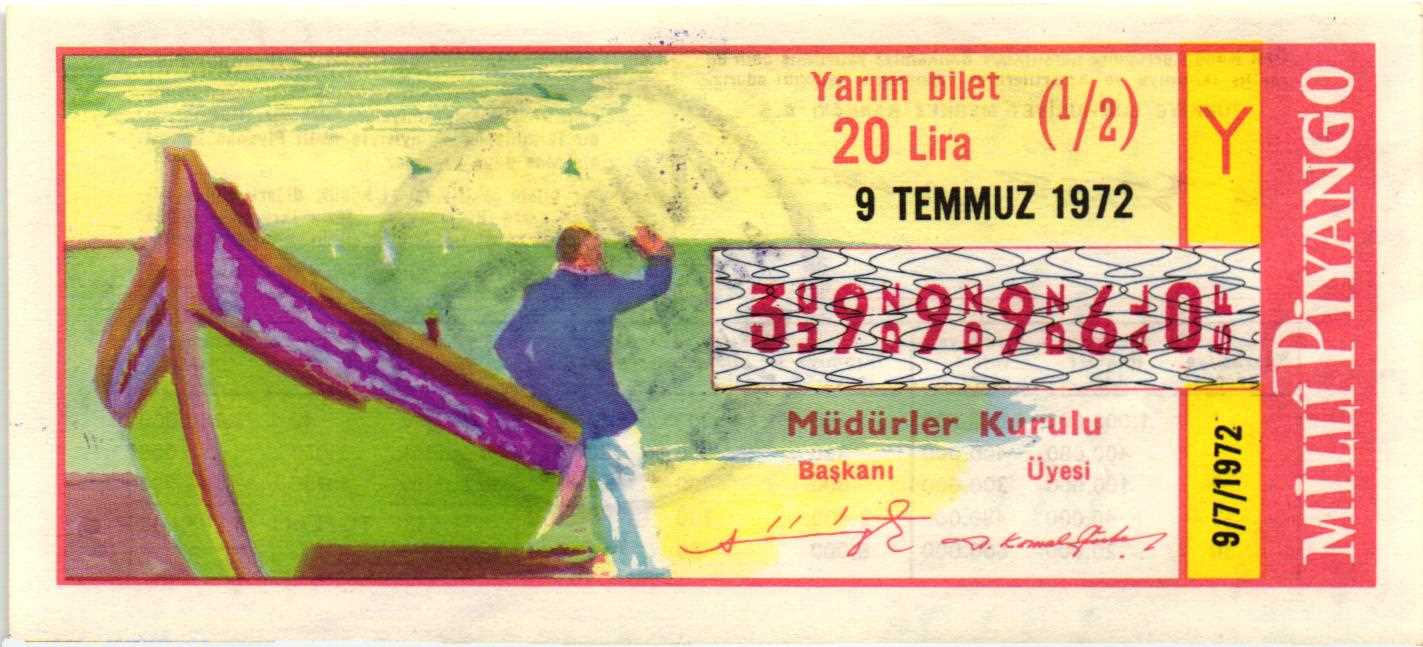 Yarım bilet (1/2)
20 Lira
9 TEMMUZ 1972
Y
399960
Müdürler Kurulu
Başkanı Üyesi
9/7/1972
MİLLÎ PİYANGO